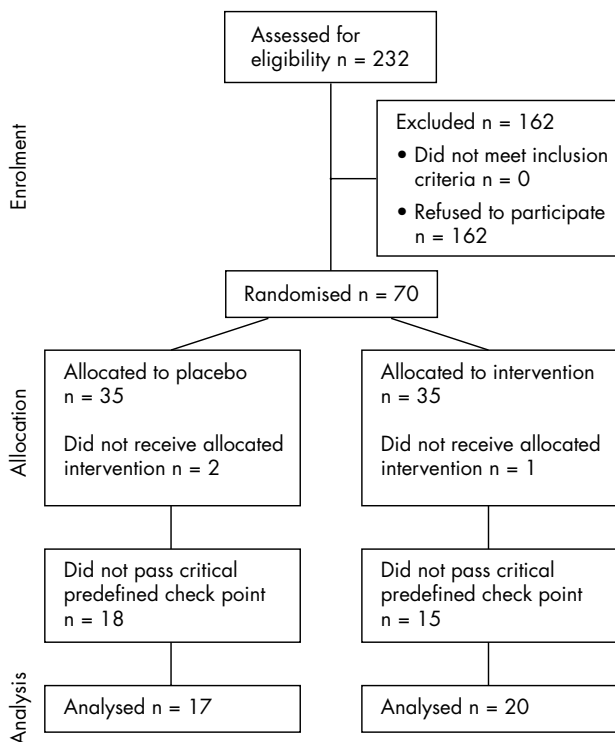 Assessed for
eligibility n = 232
Enrolment
Excluded n = 162
• Did not meet inclusion
criteria n = 0
• Refused to participate
n = 162
Randomised n = 70
Allocation
Allocated to placebo
n = 35
Did not receive allocated
intervention n = 2
Allocated to intervention
n = 35
Did not receive allocated
intervention n = 1
Did not pass critical
predefined check point
n = 18
Did not pass critical
predefined check point
n = 15
Analysis
Analysed n = 17
Analysed n = 20